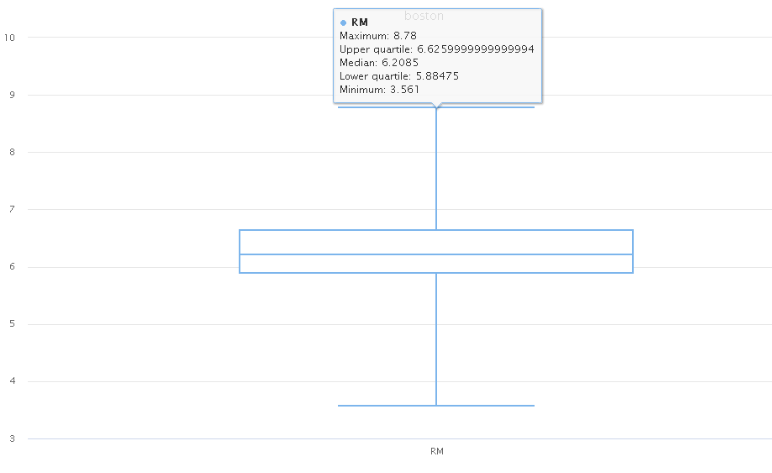 boston
RM
Maximum: 8.78
Upper quartile: 6.6259999999999994
Median: 6.2085
Lower quartile: 5.88475
Minimum: 3.561
10
9
8
7
6
5
4
3
RM